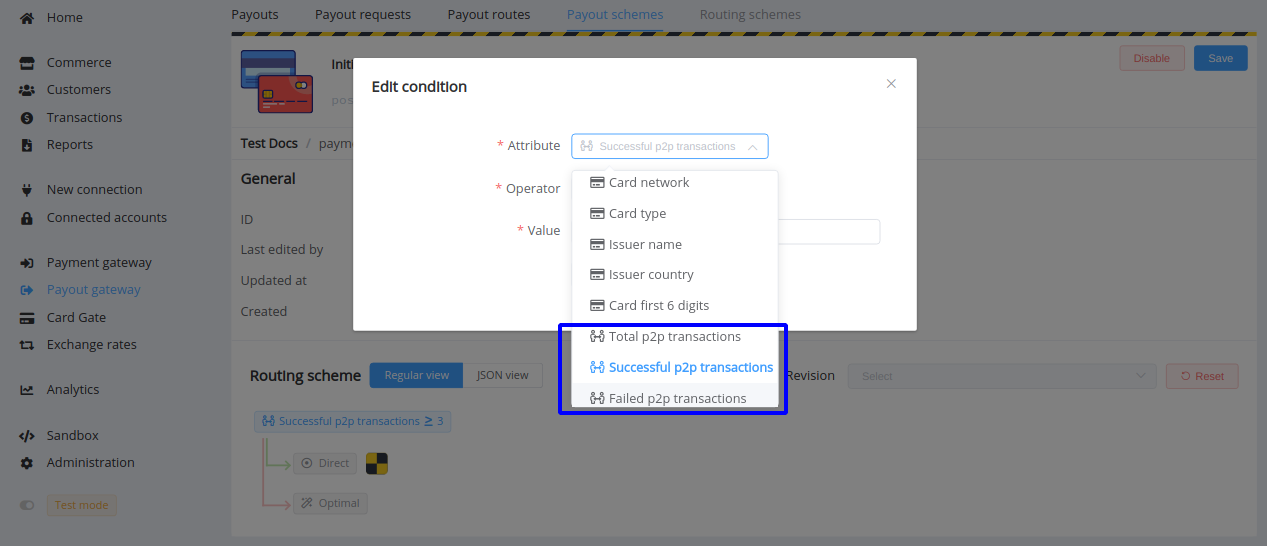 Home
Commerce
Customers
Transactions
Reports
New connection
Connected accounts
Payment gateway
Payout gateway
Card Gate
Exchange rates
Analytics
Sandbox
Administration
Test mode
Payouts Payout requests Payout routes Payout schemes Routing schemes
Initi
pos
Disable Save
Test Docs / paym
General
ID
Last edited by
Updated at
Created
Edit condition
* Attribute Successful p2p transactions
* Operator
* Value
Card network
Card type
Issuer name
Issuer country
Card first 6 digits
Total p2p transactions
Successful p2p transactions
Failed p2p transactions
Routing scheme Regular view JSON view Revision Select Reset
Successful p2p transactions ≥ 3
Direct
Optimal